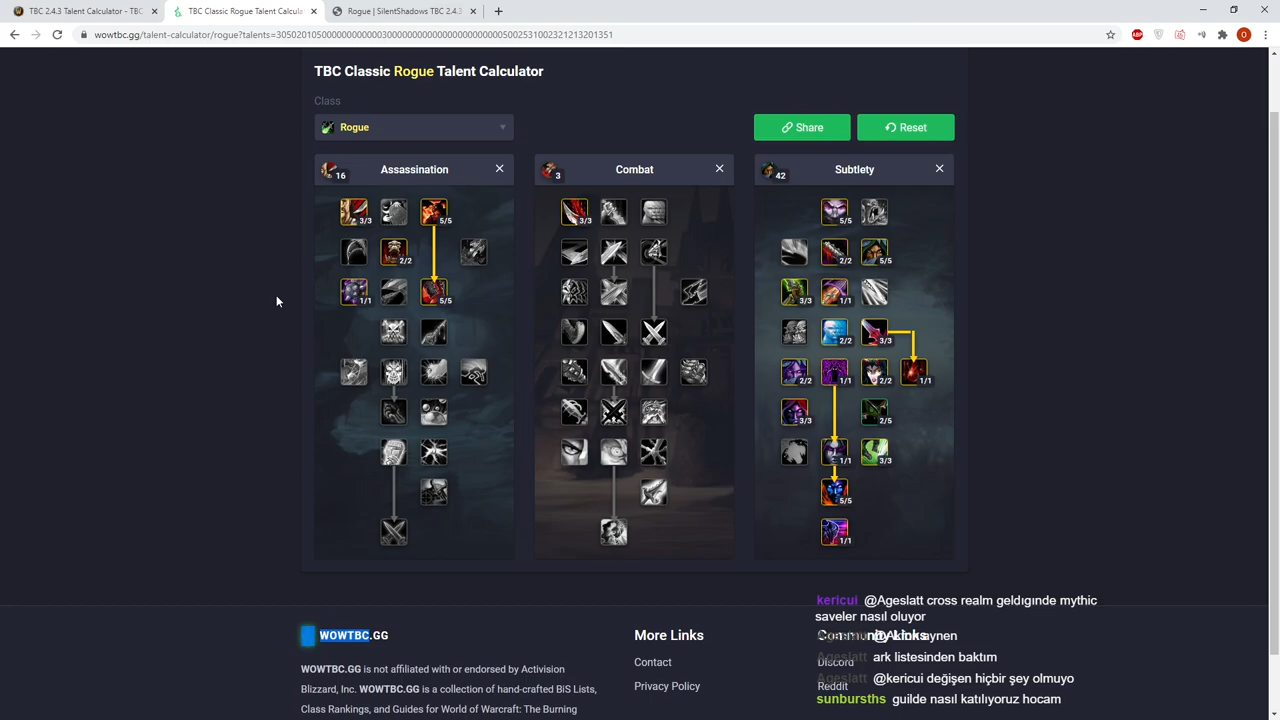 TBC 2.4.3 Talent Calculator - TBC
TBC Classic Rogue Talent Calcula
Rogue | SilentShadows TBC 2.4.3
wowtbc.gg/talent-calculator/rogue?talents=
TBC Classic Rogue Talent Calculator
Class
Rogue
Share
Reset
16 Assassination
3 Combat
42 Subtlety
3/3 5/5 3/3 5/5
2/2 2/2 5/5
1/1 5/5 3/3 1/1
2/2 3/3
2/2 1/1 2/2 1/1
3/3 2/5
1/1 3/3
5/5
1/1
kericui @Ageslatt cross realm geldıgınde mythic
saveler nasıl oluyor
WOWTBC.GG
More Links
aynen
WOWTBC.GG is not affiliated with or endorsed by Activision
Contact
Discord
Ageslatt ark listesinden baktım
Blizzard, Inc. WOWTBC.GG is a collection of hand-crafted BiS Lists,
Privacy Policy
Reddit
Ageslatt @kericui değişen hiçbir şey olmuyo
Class Rankings, and Guides for World of Warcraft: The Burning
sunbursths guilde nasıl katılıyoruz hocam